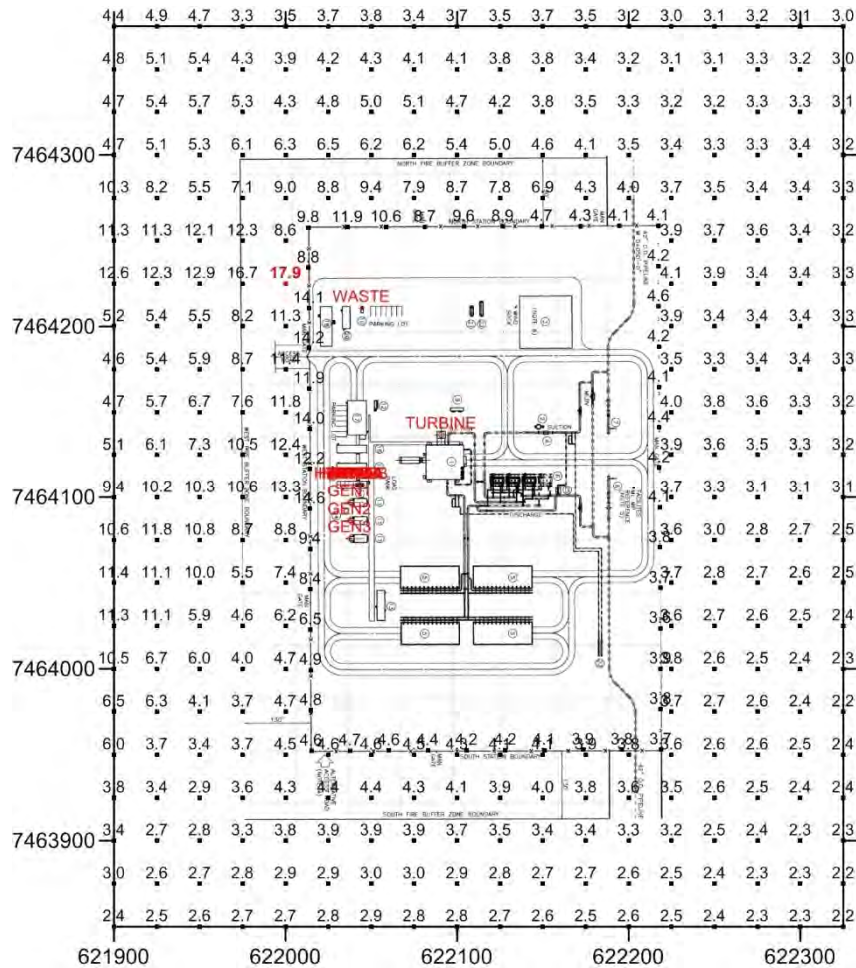 4.4 4.9 4.7 3.3 3.5 3.7 3.8 3.4 3.7 3.5 3.5 3.4 3.2 3.0 3.1 3.2 3.1 3.0
4.8 5.1 5.4 4.3 3.9 4.2 4.3 4.1 4.1 3.8 3.8 3.4 3.2 3.1 3.1 3.3 3.2 3.0
4.7 5.4 5.7 5.3 4.3 4.8 5.0 5.1 4.7 4.2 3.8 3.5 3.3 3.2 3.2 3.3 3.3 3.1
4.7 5.1 5.3 6.1 6.3 6.5 6.2 6.2 5.4 5.0 4.6 4.1 3.5 3.4 3.3 3.3 3.4 3.2
7464300
NORTH FIRE BUFFER ZONE BOUNDARY
10.3 8.2 5.5 7.1 9.0 8.8 9.4 7.9 8.7 7.8 6.9 4.3 4.0 3.7 3.5 3.4 3.4 3.3
9.8 11.9 10.6 8.7 9.6 8.9 4.7 4.3 4.1 4.1
NORTH STATION BOUNDARY
11.3 11.3 12.1 12.3 8.6 3.9 3.7 3.6 3.4 3.2
8.8 4.2
12.6 12.3 12.9 16.7 17.9 4.1 3.9 3.4 3.4 3.3
14.1 WASTE 4.6
5.2 5.4 5.5 8.2 11.3 3.9 3.4 3.4 3.4 3.3
7464200
PARKING LOT
14.2 4.2
4.6 5.4 5.9 8.7 11.4 3.5 3.3 3.4 3.4 3.3
11.9 4.1
4.7 5.7 6.7 7.6 11.8 4.0 3.8 3.6 3.3 3.2
14.0 TURBINE 4.4
SUCTION
5.1 6.1 7.3 10.5 12.4 3.9 3.6 3.5 3.3 3.2
12.2 4.2
9.4 10.2 10.3 10.6 13.3 3.7 3.3 3.1 3.1 3.1
7464100
14.6 4.1
GEN2
DISCHARGE
10.6 11.8 10.8 8.7 8.8 GEN3 3.6 3.0 2.8 2.7 2.5
9.4 3.8
11.4 11.1 10.0 5.5 7.4 3.7 2.8 2.7 2.6 2.5
8.4 3.7
11.3 11.1 5.9 4.6 6.2 3.6 2.7 2.6 2.5 2.4
6.5 3.6
10.5 6.7 6.0 4.0 4.7 3.8 2.6 2.5 2.4 2.3
7464000
4.9 3.9
6.5 6.3 4.1 3.7 4.7 3.7 2.7 2.6 2.4 2.2
4.8 3.8
6.0 3.7 3.4 3.7 4.5 3.6 2.6 2.6 2.5 2.4
4.6 4.7 4.6 4.4 4.2 4.2 4.1 3.9 3.8 3.7
SOUTH STATION BOUNDARY
3.8 3.4 2.9 3.6 4.3 4.4 4.3 4.1 3.9 4.0 3.8 3.6 3.5 2.6 2.5 2.4 2.3
SOUTH FIRE BUFFER ZONE BOUNDARY
3.4 2.7 2.8 3.3 3.8 3.9 3.9 3.9 3.7 3.5 3.4 3.4 3.3 3.2 2.5 2.4 2.3 2.3
7463900
3.0 2.6 2.7 2.8 2.9 2.9 3.0 3.0 2.9 2.8 2.7 2.7 2.6 2.6 2.5 2.3 2.3 2.2
2.4 2.5 2.6 2.7 2.7 2.8 2.9 2.8 2.8 2.7 2.6 2.5 2.6 2.5 2.4 2.3 2.3 2.2
621900 622000 622100 622200 622300